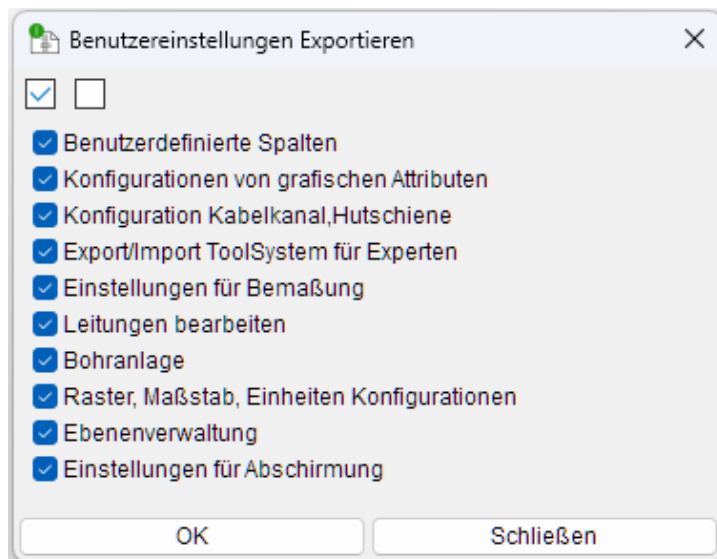 Benutzereinstellungen Exportieren
Benutzerdefinierte Spalten
Konfigurationen von grafischen Attributen
Konfiguration Kabelkanal,Hutschiene
Export/Import ToolSystem für Experten
Einstellungen für Bemaßung
Leitungen bearbeiten
Bohranlage
Raster, Maßstab, Einheiten Konfigurationen
Ebenenverwaltung
Einstellungen für Abschirmung
OK Schließen